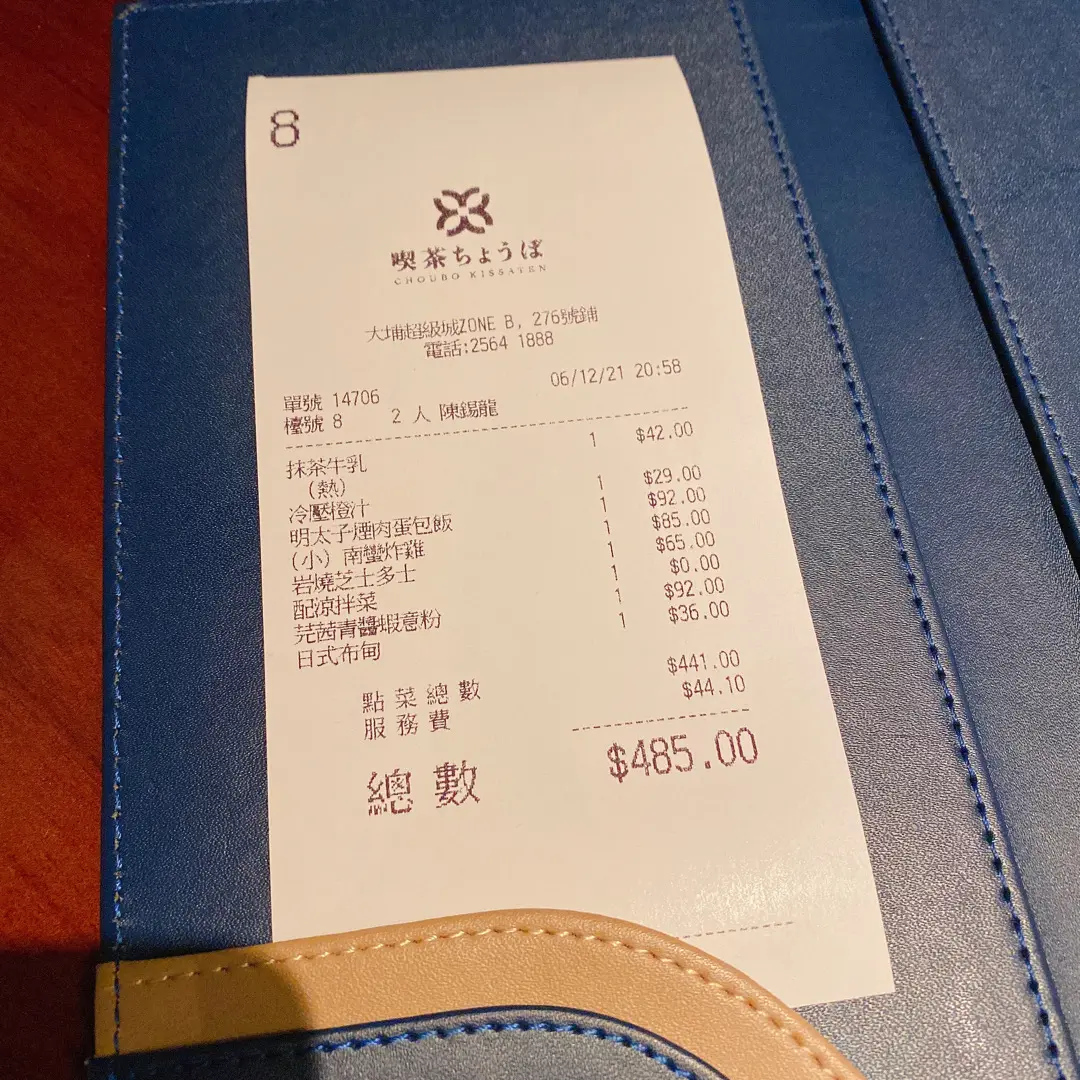 8
喫茶ちょうぼ
CHOUBO KISSATEN
大埔超級城ZONE B, 276號鋪
電話:2564 1888
單號 14706 06/12/21 20:58
檯號 8 2 人 陳錫龍
抹茶牛乳 1 $42.00
(熱)
冷壓橙汁 1 $29.00
明太子煙肉蛋包飯 1 $92.00
(小) 南蠻炸雞 1 $85.00
岩燒芝士多士 1 $65.00
配涼拌菜 1 $0.00
芫茜青醬蝦意粉 1 $92.00
日式布甸 1 $36.00
點菜總數 $441.00
服務費 $44.10
總數 $485.00